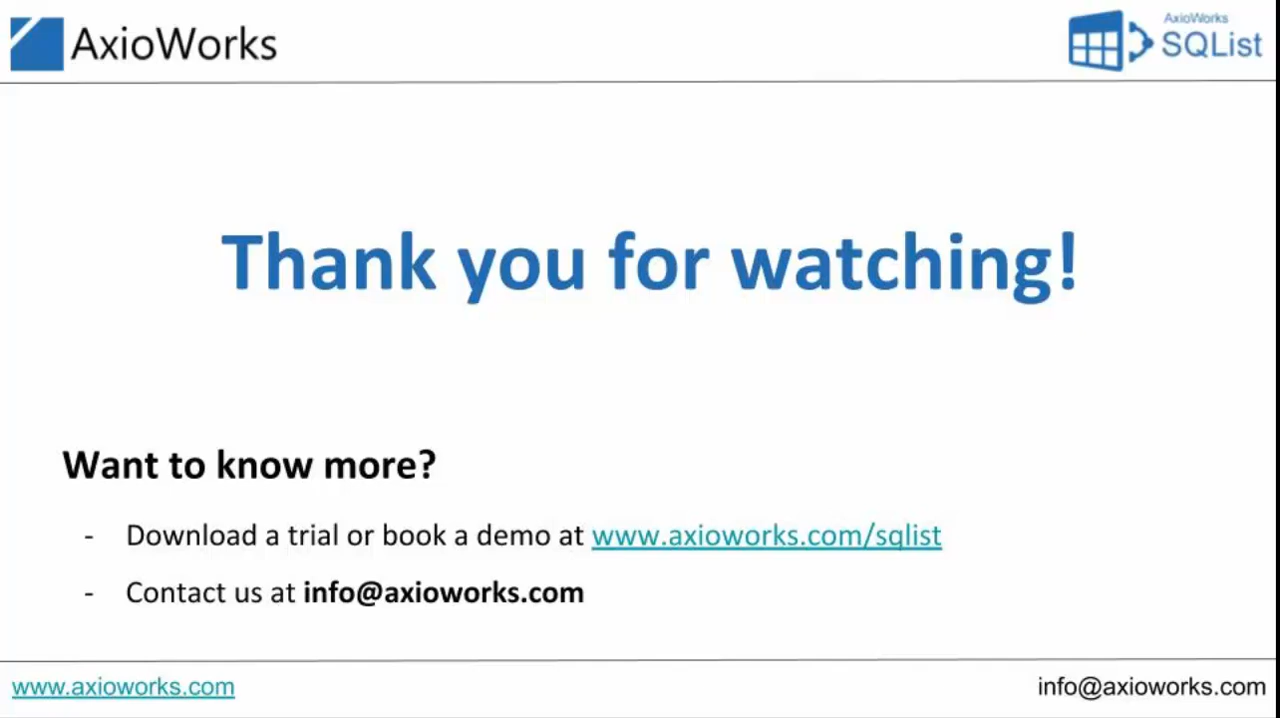 AxioWorks
AxioWorks
SQList
Thank you for watching!
Want to know more?
- Download a trial or book a demo at www.axioworks.com/sqlist
- Contact us at info@axioworks.com
www.axioworks.com
info@axioworks.com